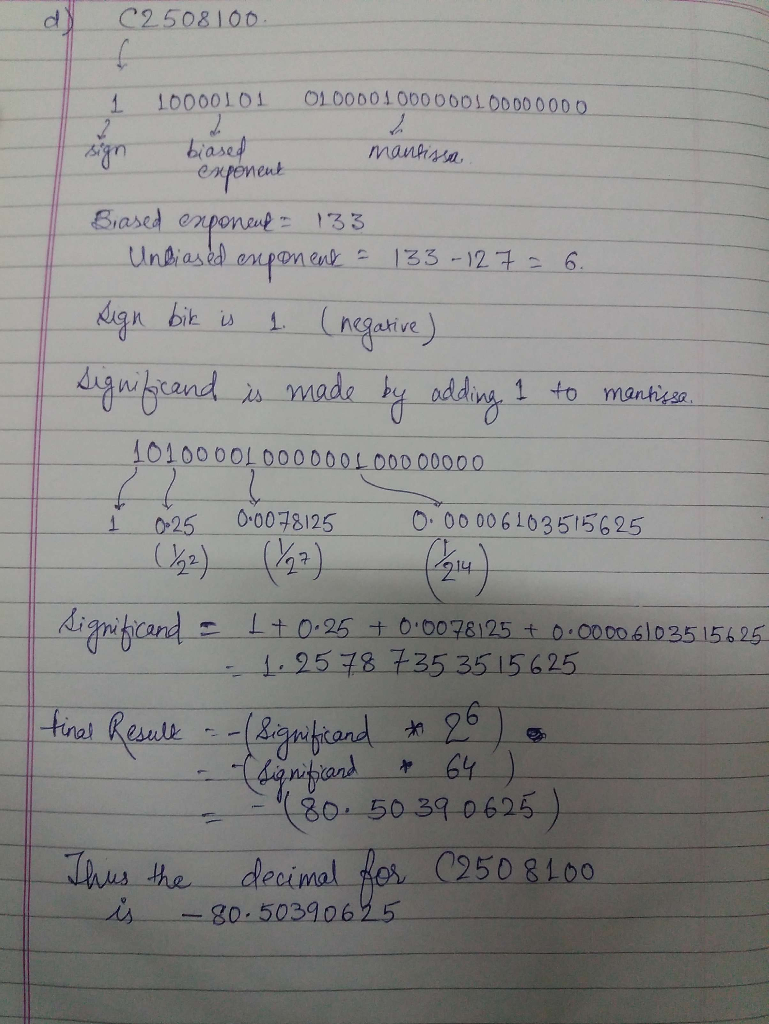 d) C2508100.
1 10000101 01000010000001000000000
sign biased mantissa.
exponent
Biased exponent = 133
Unbiased exponent = 133 - 127 = 6.
Sign bit is 1. (negative)
Significand is made by adding 1 to mantissa.
101000010000000100000000
1 0.25 0.0078125 0.00006103515625
(1/2²) (1/2⁷) (1/2¹⁴)
Significand = 1 + 0.25 + 0.0078125 + 0.00006103515625
= 1.25787353515625
final Result = -(Significand * 2⁶)
= -(Significand * 64)
= -(80.50390625)
Thus the decimal for C2508100
is -80.50390625